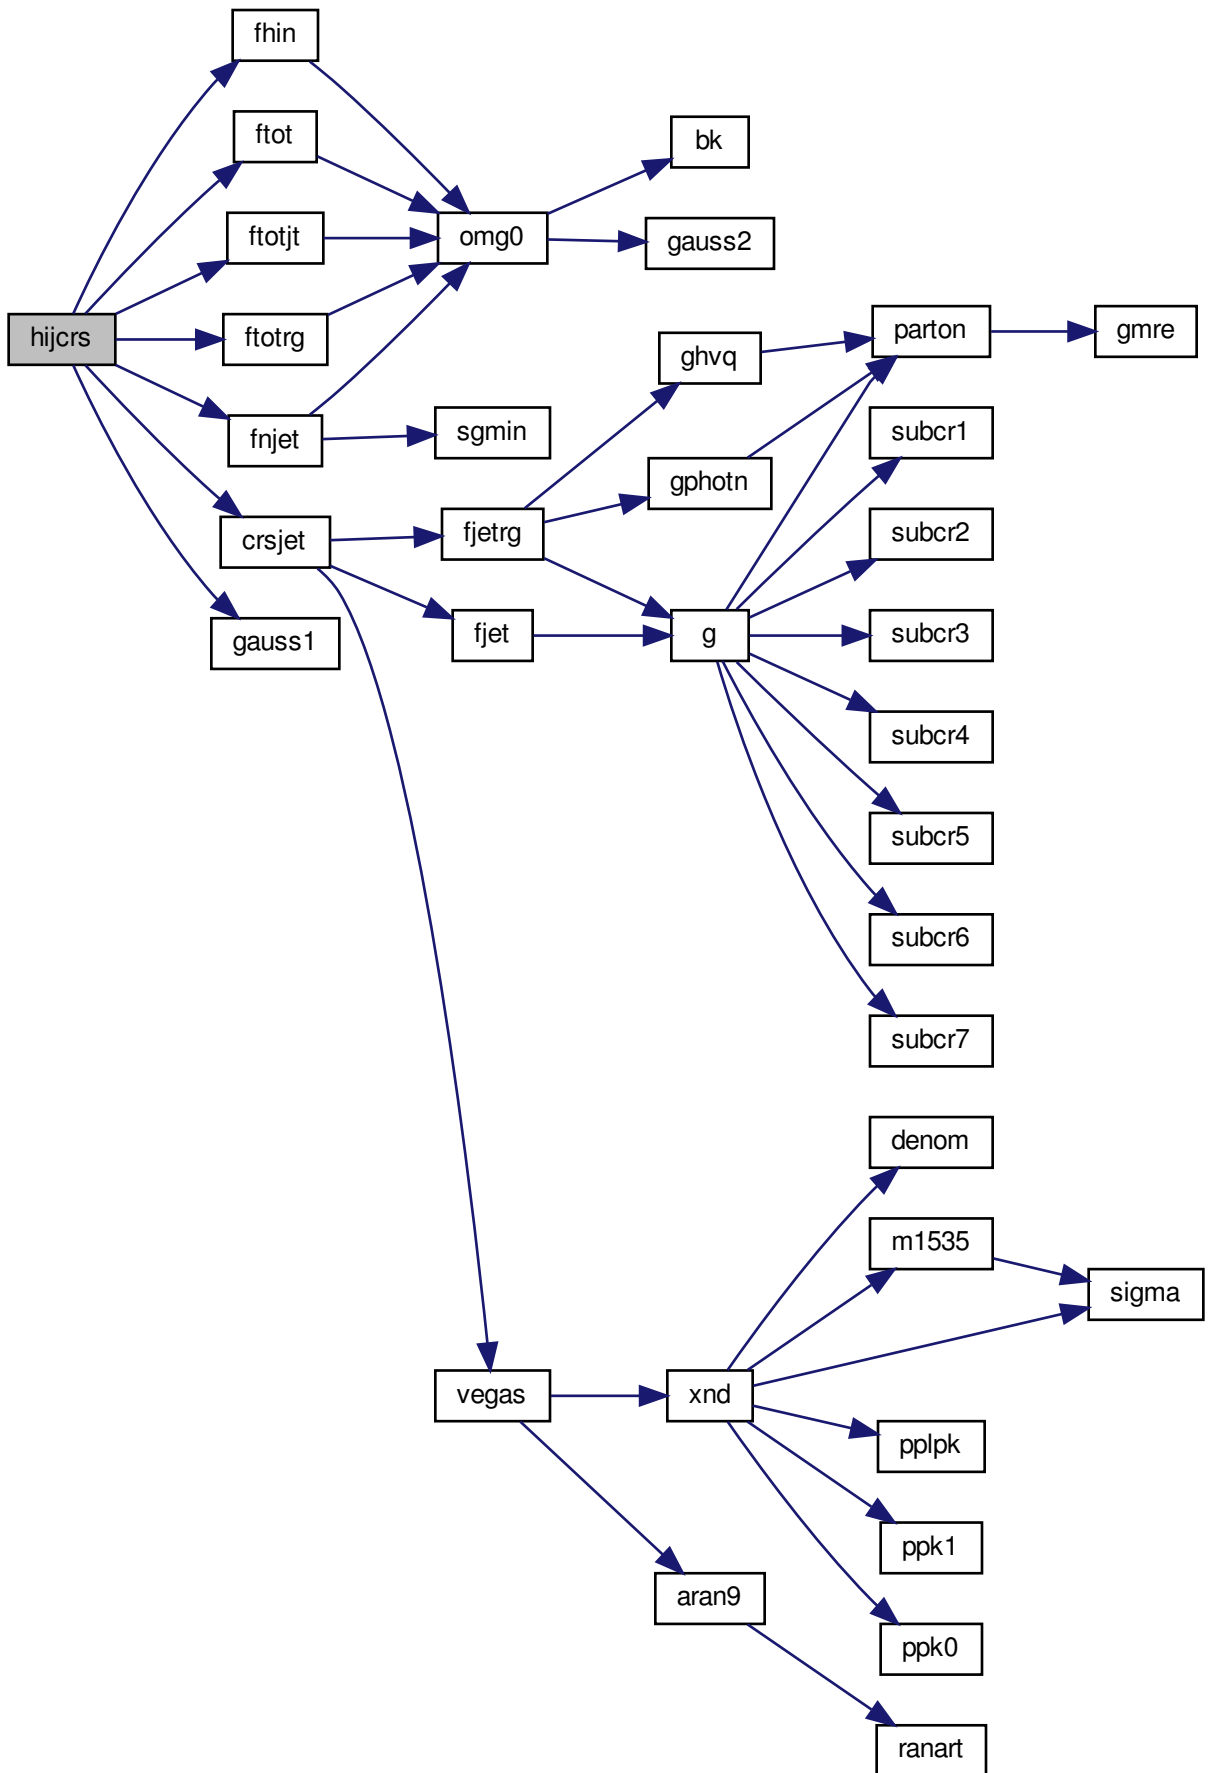 fhin
ftot
bk
ftotjt
omg0
gauss2
hijcrs
ftotrg
ghvq
parton
gmre
fnjet
sgmin
subcr1
gphotn
crsjet
fjetrg
subcr2
gauss1
fjet
g
subcr3
subcr4
subcr5
subcr6
subcr7
denom
m1535
sigma
vegas
xnd
pplpk
ppk1
aran9
ppk0
ranart